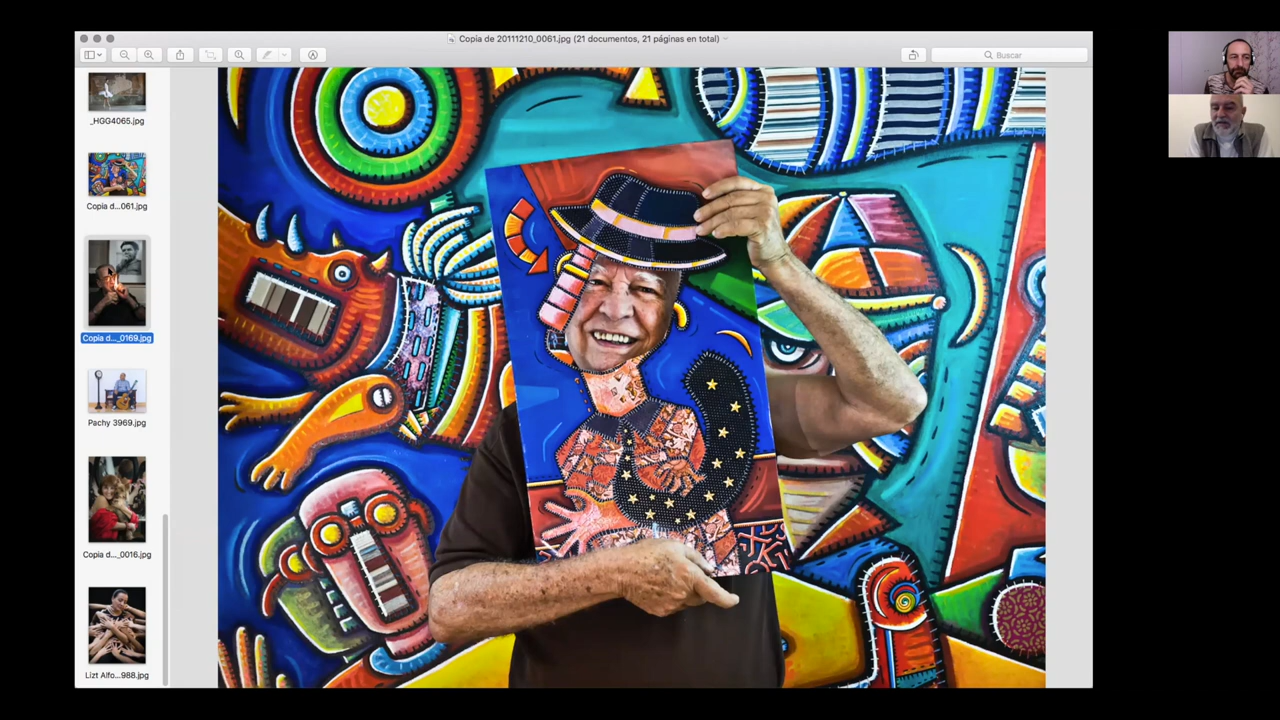 Copia de 20111210_0061.jpg (21 documentos, 21 páginas en total)
Buscar
_HGG4065.jpg
Copia d...061.jpg
Copia d..._0169.jpg
Pachy 3969.jpg
Copia d..._0016.jpg
Lizt Alfo...988.jpg